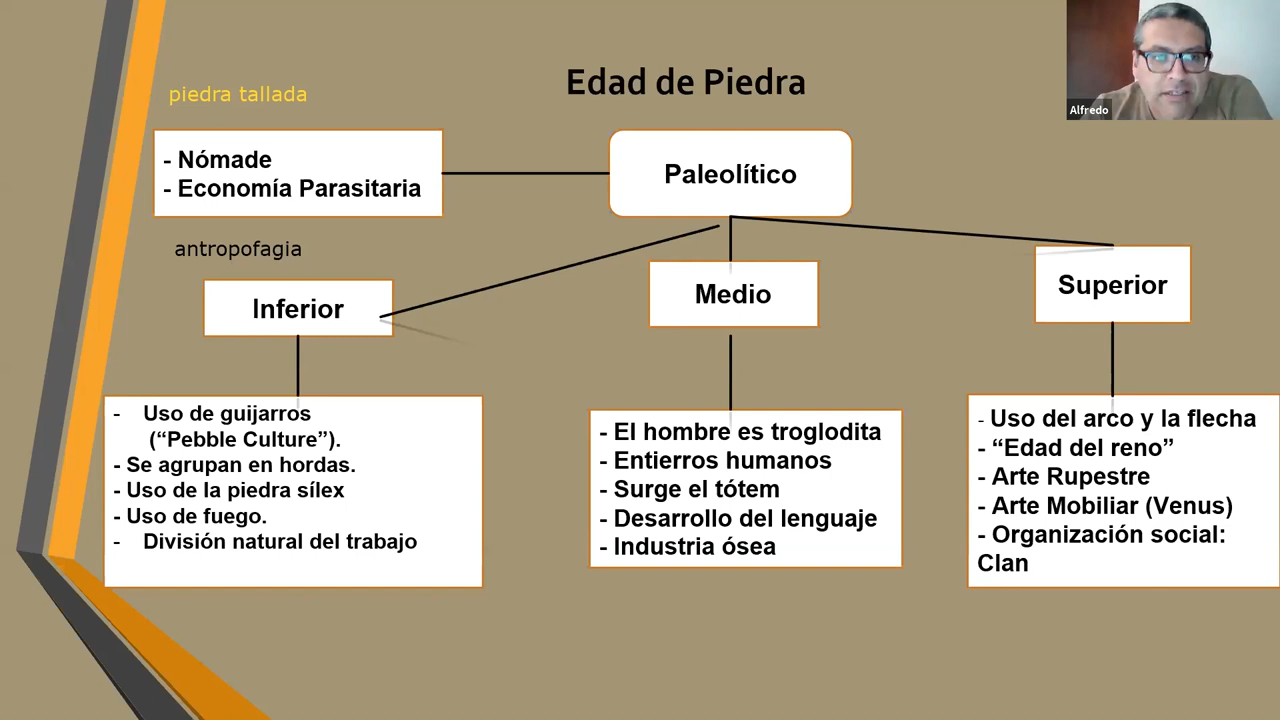 Edad de Piedra
Alfredo
piedra tallada
- Nómade
- Economía Parasitaria
Paleolítico
antropofagia
Inferior
Medio
Superior
- Uso de guijarros
(“Pebble Culture”).
- Se agrupan en hordas.
- Uso de la piedra sílex
- Uso de fuego.
- División natural del trabajo
- El hombre es troglodita
- Entierros humanos
- Surge el tótem
- Desarrollo del lenguaje
- Industria ósea
- Uso del arco y la flecha
- “Edad del reno”
- Arte Rupestre
- Arte Mobiliar (Venus)
- Organización social:
Clan